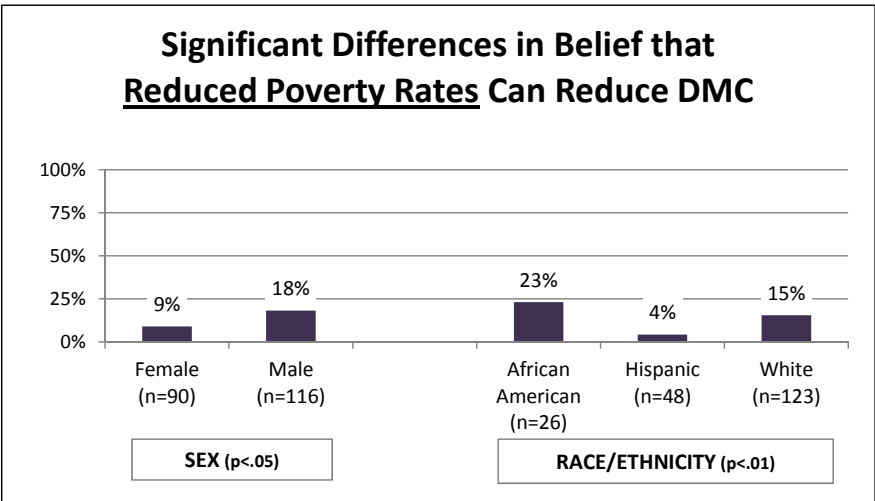 Significant Differences in Belief that
Reduced Poverty Rates Can Reduce DMC
100%
75%
50%
25%
0%
9%
18%
23%
4%
15%
Female
(n=90)
Male
(n=116)
African
American
(n=26)
Hispanic
(n=48)
White
(n=123)
SEX (p<.05)
RACE/ETHNICITY (p<.01)